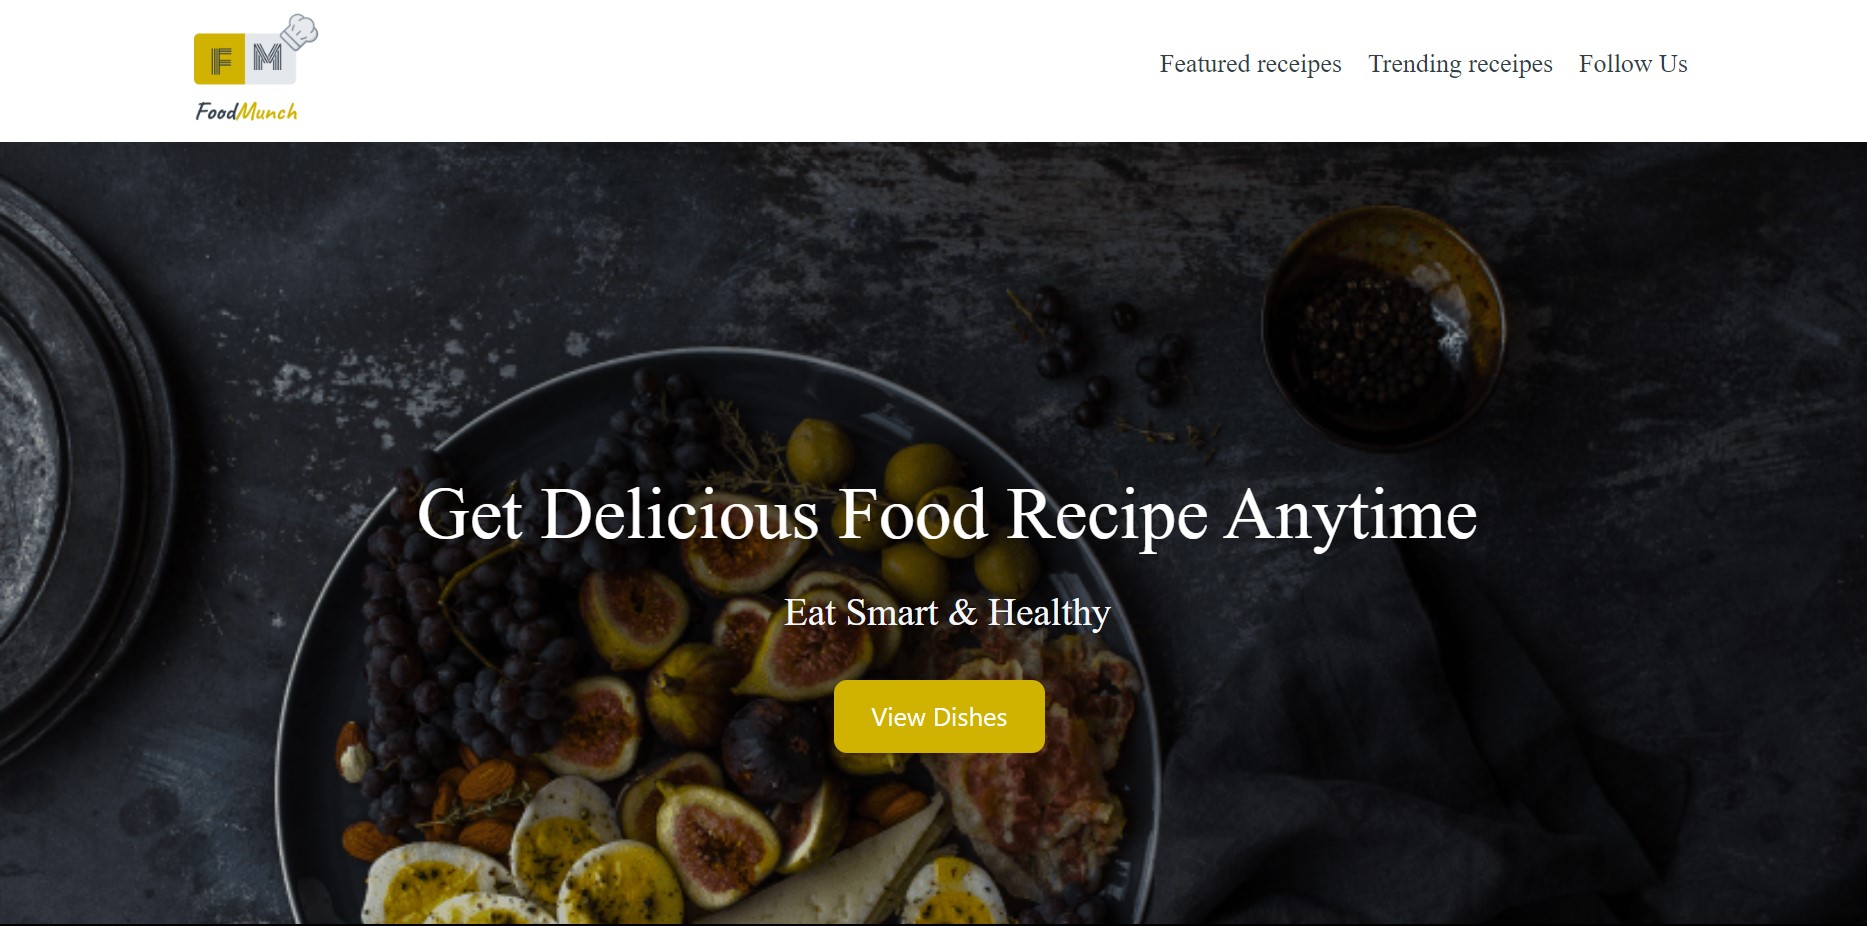 F M
FoodMunch
Featured receipes Trending receipes Follow Us
Get Delicious Food Recipe Anytime
Eat Smart & Healthy
View Dishes